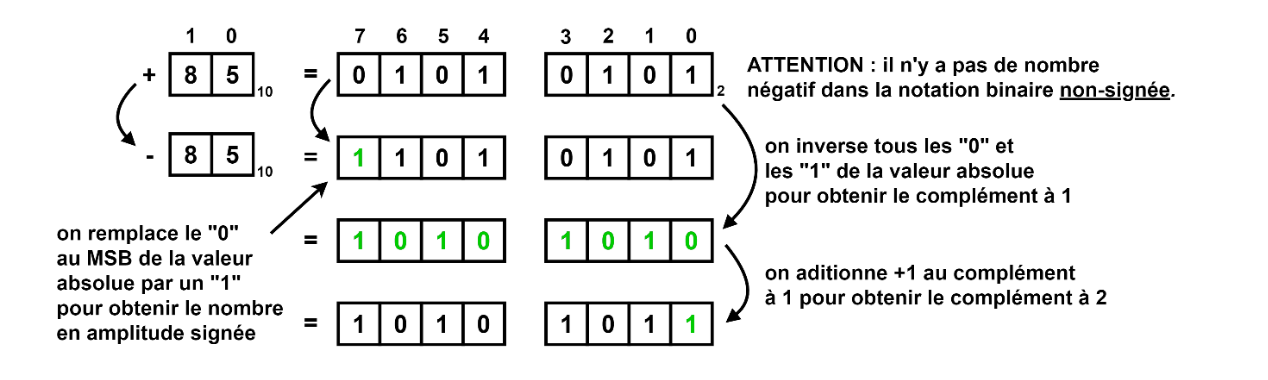 1 0 7 6 5 4 3 2 1 0
+ 8 5 10 = 0 1 0 1 0 1 0 1 2
ATTENTION : il n'y a pas de nombre
négatif dans la notation binaire non-signée.
- 8 5 10 = 1 1 0 1 0 1 0 1
on inverse tous les "0" et
les "1" de la valeur absolue
pour obtenir le complément à 1
on remplace le "0"
au MSB de la valeur
absolue par un "1"
pour obtenir le nombre
en amplitude signée
= 1 0 1 0 1 0 1 0
on aditionne +1 au complément
à 1 pour obtenir le complément à 2
= 1 0 1 0 1 0 1 1